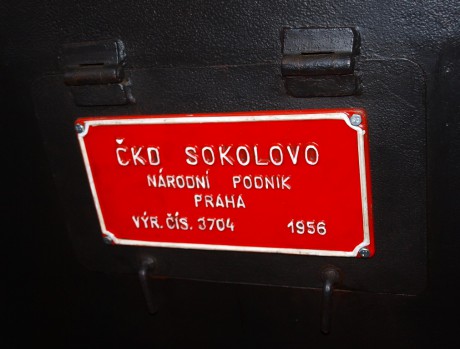 ČKD SOKOLOVO
NÁRODNÍ PODNIK
PRAHA
VÝR. ČÍS. 3704 1956